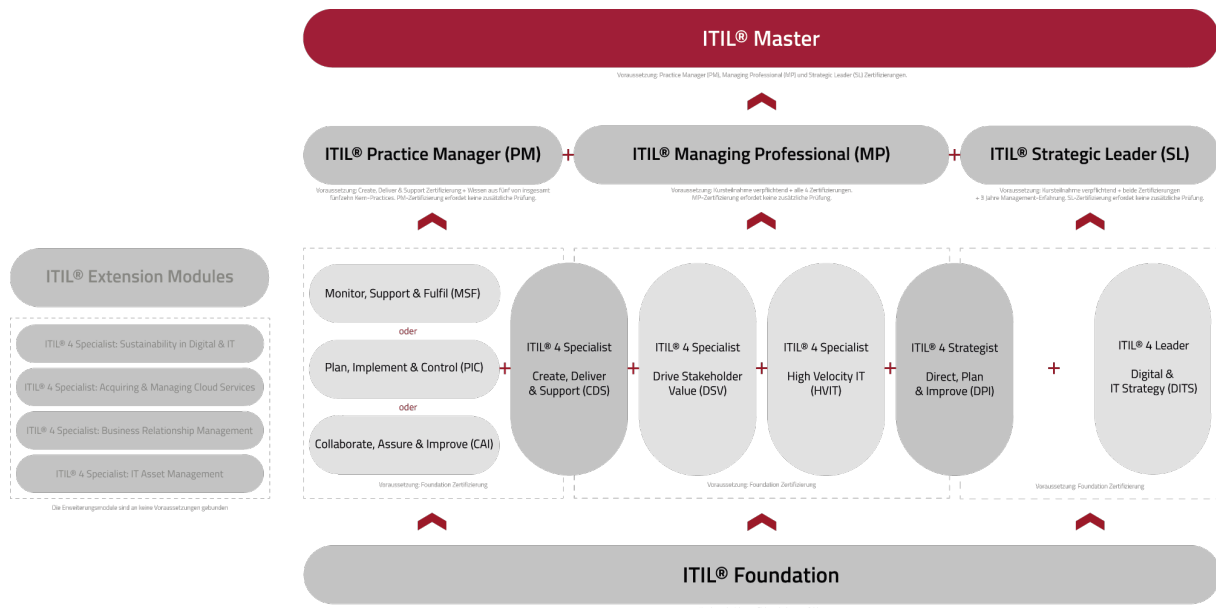 ITIL® Master
Voraussetzung: Practice Manager (PM), Managing Professional (MP) und Strategic Leader (SL) Zertifizierungen.
ITIL® Practice Manager (PM)
+
ITIL® Managing Professional (MP)
+
ITIL® Strategic Leader (SL)
Voraussetzung: Create, Deliver & Support Zertifizierung + Wissen aus fünf von insgesamt
fünfzehn Kern-Practices. PM-Zertifizierung erfordet keine zusätzliche Prüfung.
Voraussetzung: Kursteilnahme verpflichtend + alle 4 Zertifizierungen.
MP-Zertifizierung erfordet keine zusätzliche Prüfung.
Voraussetzung: Kursteilnahme verpflichtend + beide Zertifizierungen
+ 3 Jahre Management-Erfahrung. SL-Zertifizierung erfordet keine zusätzliche Prüfung.
ITIL® Extension Modules
ITIL® 4 Specialist: Sustainability in Digital & IT
ITIL® 4 Specialist: Acquiring & Managing Cloud Services
ITIL® 4 Specialist: Business Relationship Management
ITIL® 4 Specialist: IT Asset Management
Die Erweiterungsmodule sind an keine Voraussetzungen gebunden
Monitor, Support & Fulfil (MSF)
oder
Plan, Implement & Control (PIC)
oder
Collaborate, Assure & Improve (CAI)
+
ITIL® 4 Specialist
Create, Deliver
& Support (CDS)
+
ITIL® 4 Specialist
Drive Stakeholder
Value (DSV)
+
ITIL® 4 Specialist
High Velocity IT
(HVIT)
+
ITIL® 4 Strategist
Direct, Plan
& Improve (DPI)
+
ITIL® 4 Leader
Digital &
IT Strategy (DITS)
Voraussetzung: Foundation Zertifizierung
Voraussetzung: Foundation Zertifizierung
Voraussetzung: Foundation Zertifizierung
ITIL® Foundation